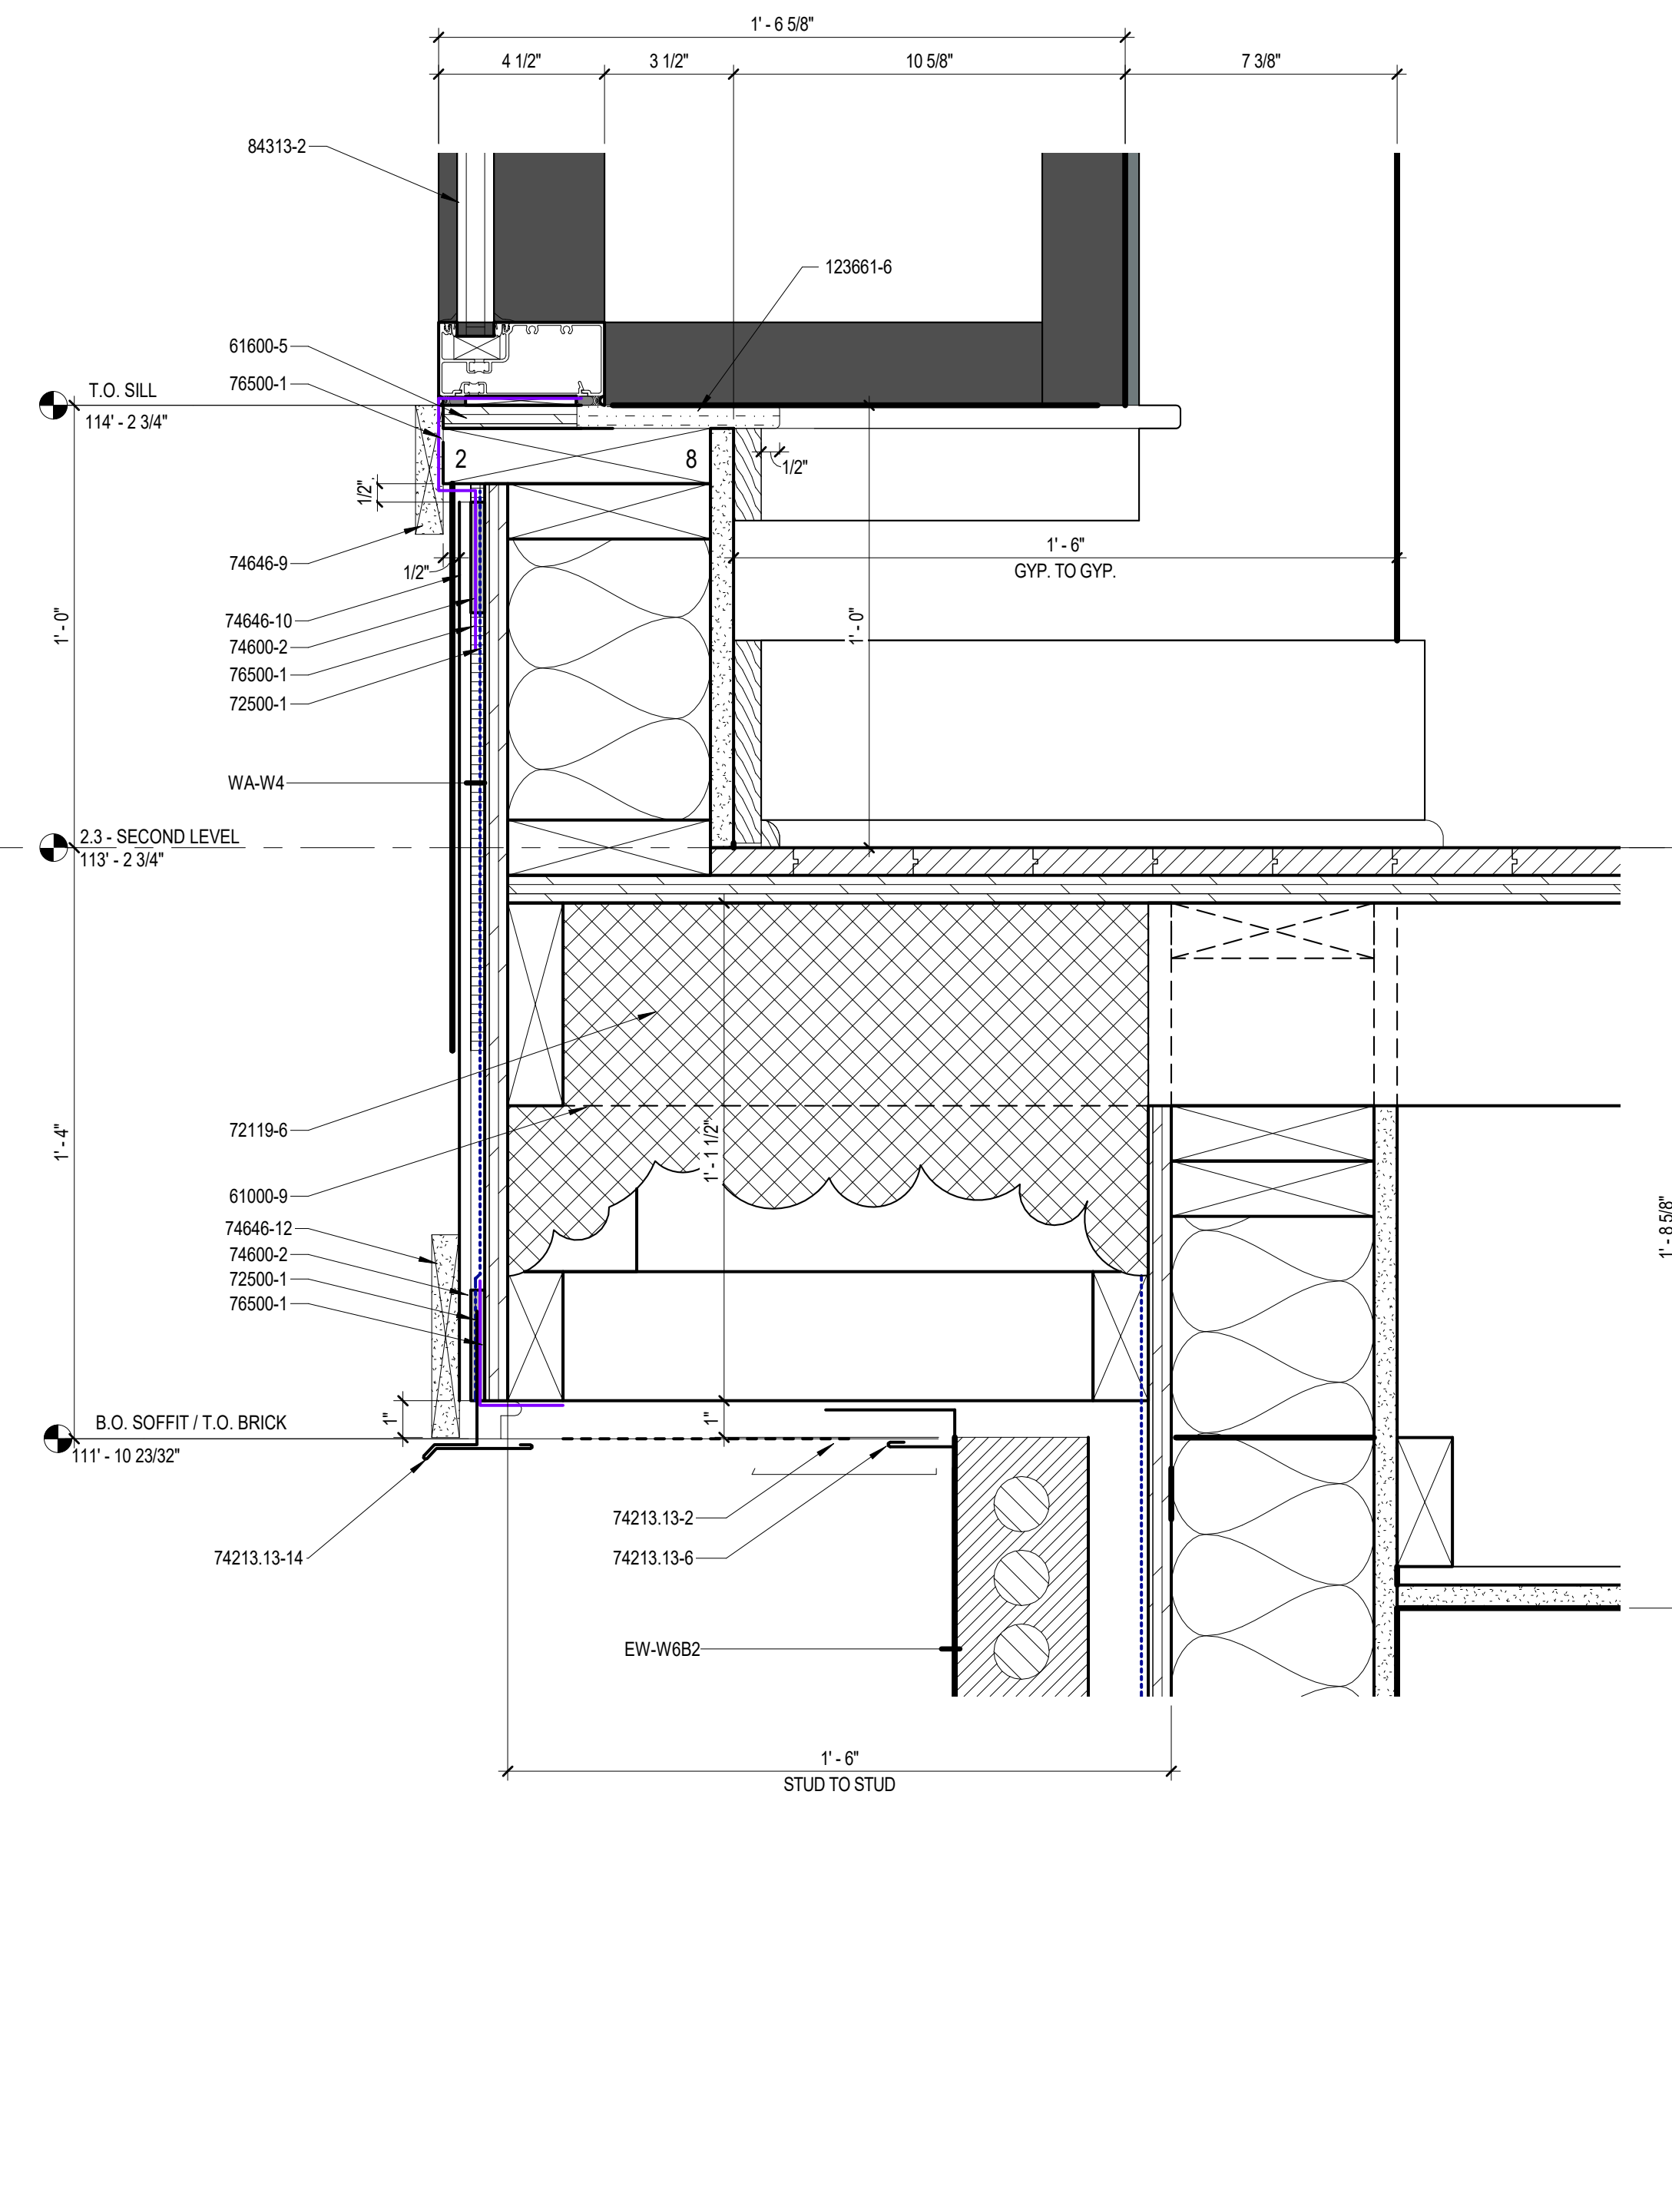 1' - 6 5/8"
4 1/2"
3 1/2"
10 5/8"
7 3/8"
84313-2
123661-6
61600-5
76500-1
T.O. SILL
114' - 2 3/4"
2
8
1/2"
1/2"
74646-9
1/2"
1' - 6"
GYP. TO GYP.
74646-10
74600-2
76500-1
72500-1
1' - 0"
1' - 0"
WA-W4
2.3 - SECOND LEVEL
113' - 2 3/4"
72119-6
1' - 4"
1' - 1 1/2"
61000-9
74646-12
74600-2
72500-1
76500-1
1' - 8 5/8"
B.O. SOFFIT / T.O. BRICK
111' - 10 23/32"
1"
1"
74213.13-2
74213.13-14
74213.13-6
EW-W6B2
1' - 6"
STUD TO STUD